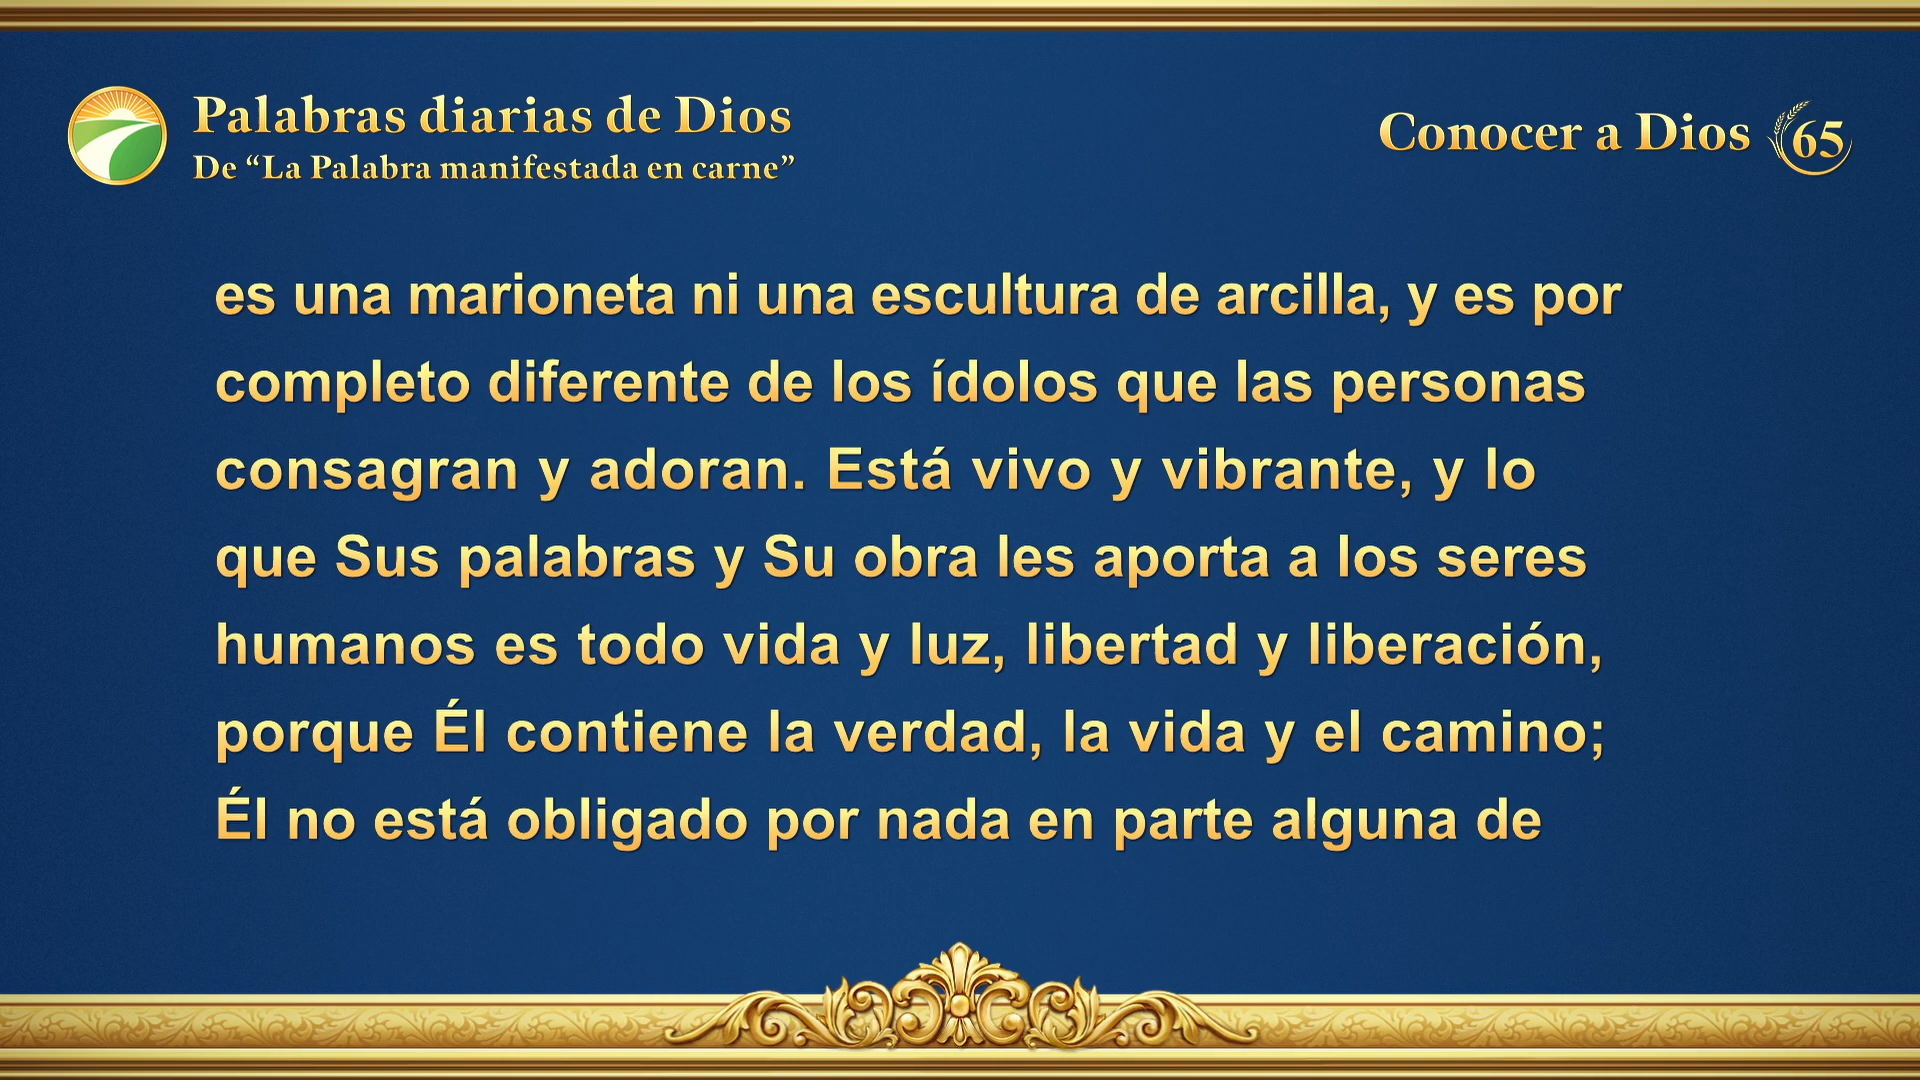 Palabras diarias de Dios
De “La Palabra manifestada en carne”
Conocer a Dios 65
es una marioneta ni una escultura de arcilla, y es por
completo diferente de los ídolos que las personas
consagran y adoran. Está vivo y vibrante, y lo
que Sus palabras y Su obra les aporta a los seres
humanos es todo vida y luz, libertad y liberación,
porque Él contiene la verdad, la vida y el camino;
Él no está obligado por nada en parte alguna de